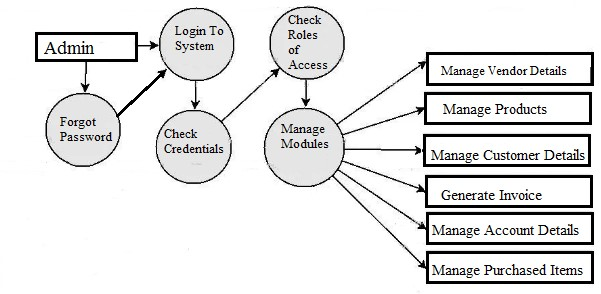 Admin
Login To
System
Check
Roles
of
Access
Forgot
Password
Check
Credentials
Manage
Modules
Manage Vendor Details
Manage Products
Manage Customer Details
Generate Invoice
Manage Account Details
Manage Purchased Items